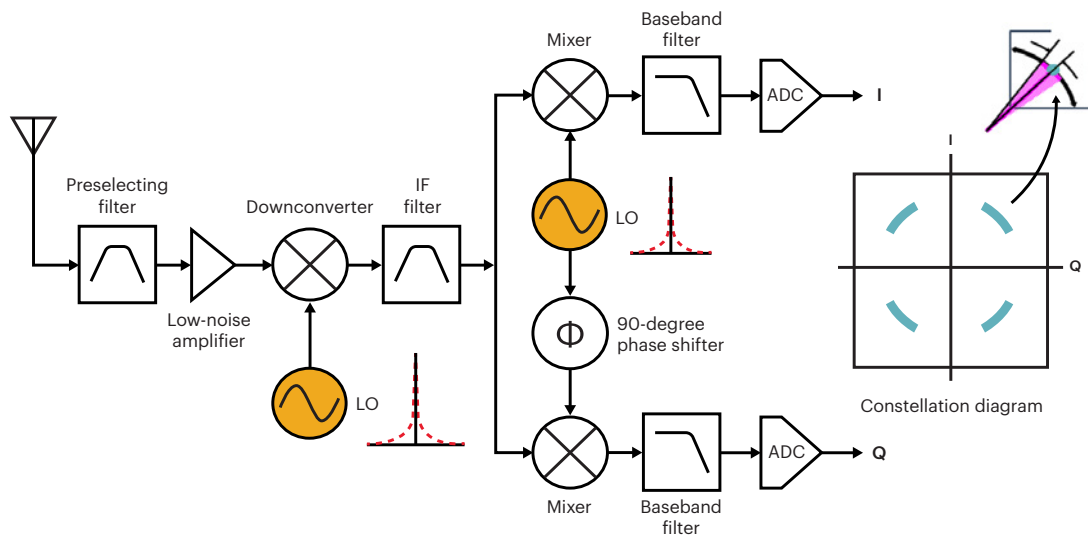 Mixer
Baseband
filter
ADC
I
Preselecting
filter
Downconverter
IF
filter
LO
Low-noise
amplifier
Φ
90-degree
phase shifter
LO
I
Q
Constellation diagram
ADC
Q
Mixer
Baseband
filter